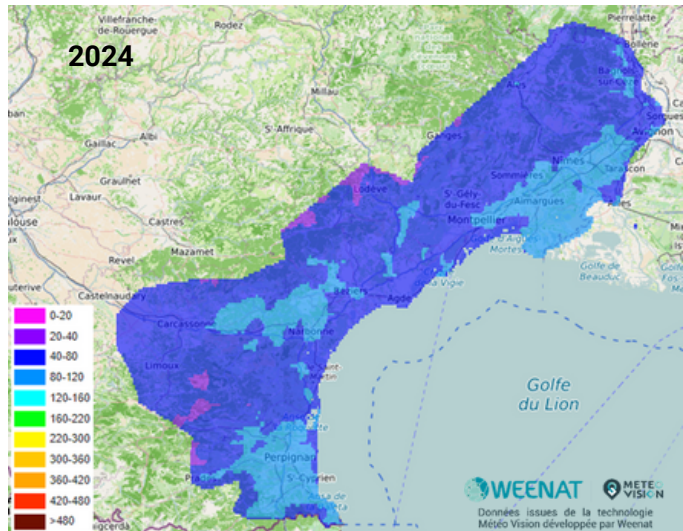 2024
Villefranche-
de-Rouergue
Rodez
Pierrelatte
Bollène
Bagnols-
sur-Cèze
Millau
Alès
Albi
St-Affrique
Ganges
Sorgues
Avignon
Gaillac
Nîmes
Tarascon
Graulhet
Lodève
Sommières
Lavaur
St-Gély-
du-Fesc
Aimargues
Arles
Castres
Montpellier
Revel
Mazamet
Golfe de
Beauduc
Castelnaudary
Béziers
Agde
Carcassonne
Narbonne
Limoux
Golfe
du Lion
Perpignan
St-Cyprien
0-20
20-40
40-80
80-120
120-160
160-220
220-300
300-360
360-420
420-480
>480
WEENAT
METEO
VISION
Données issues de la technologie
Météo Vision développée par Weenat